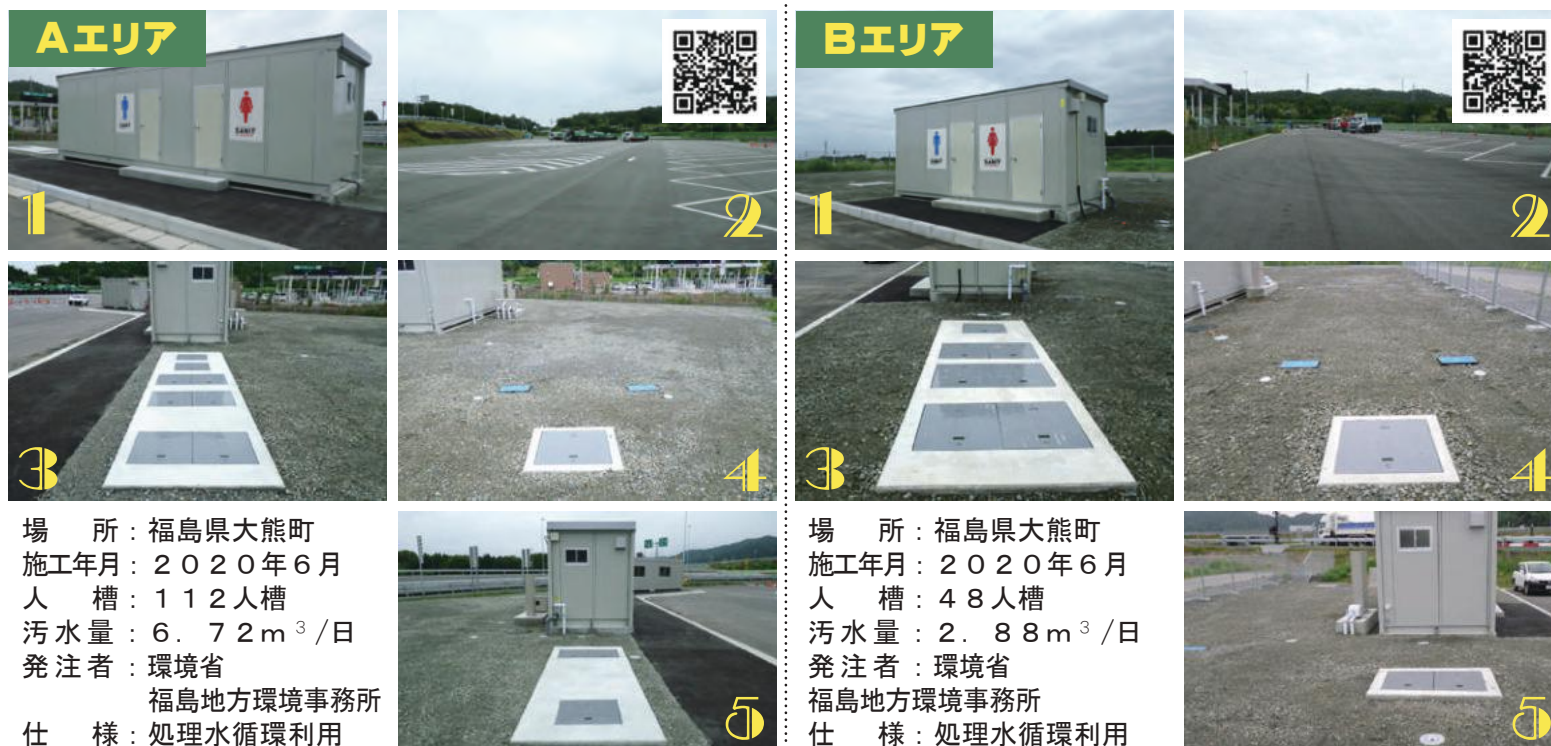 Aエリア
1
2
3
4
場　所：福島県大熊町
施工年月：２０２０年６月
人　槽：１１２人槽
汚水量：６．７２ｍ³/日
発注者：環境省
福島地方環境事務所
仕　様：処理水循環利用
5
Bエリア
1
2
3
4
場　所：福島県大熊町
施工年月：２０２０年６月
人　槽：４８人槽
汚水量：２．８８ｍ³/日
発注者：環境省
福島地方環境事務所
仕　様：処理水循環利用
5